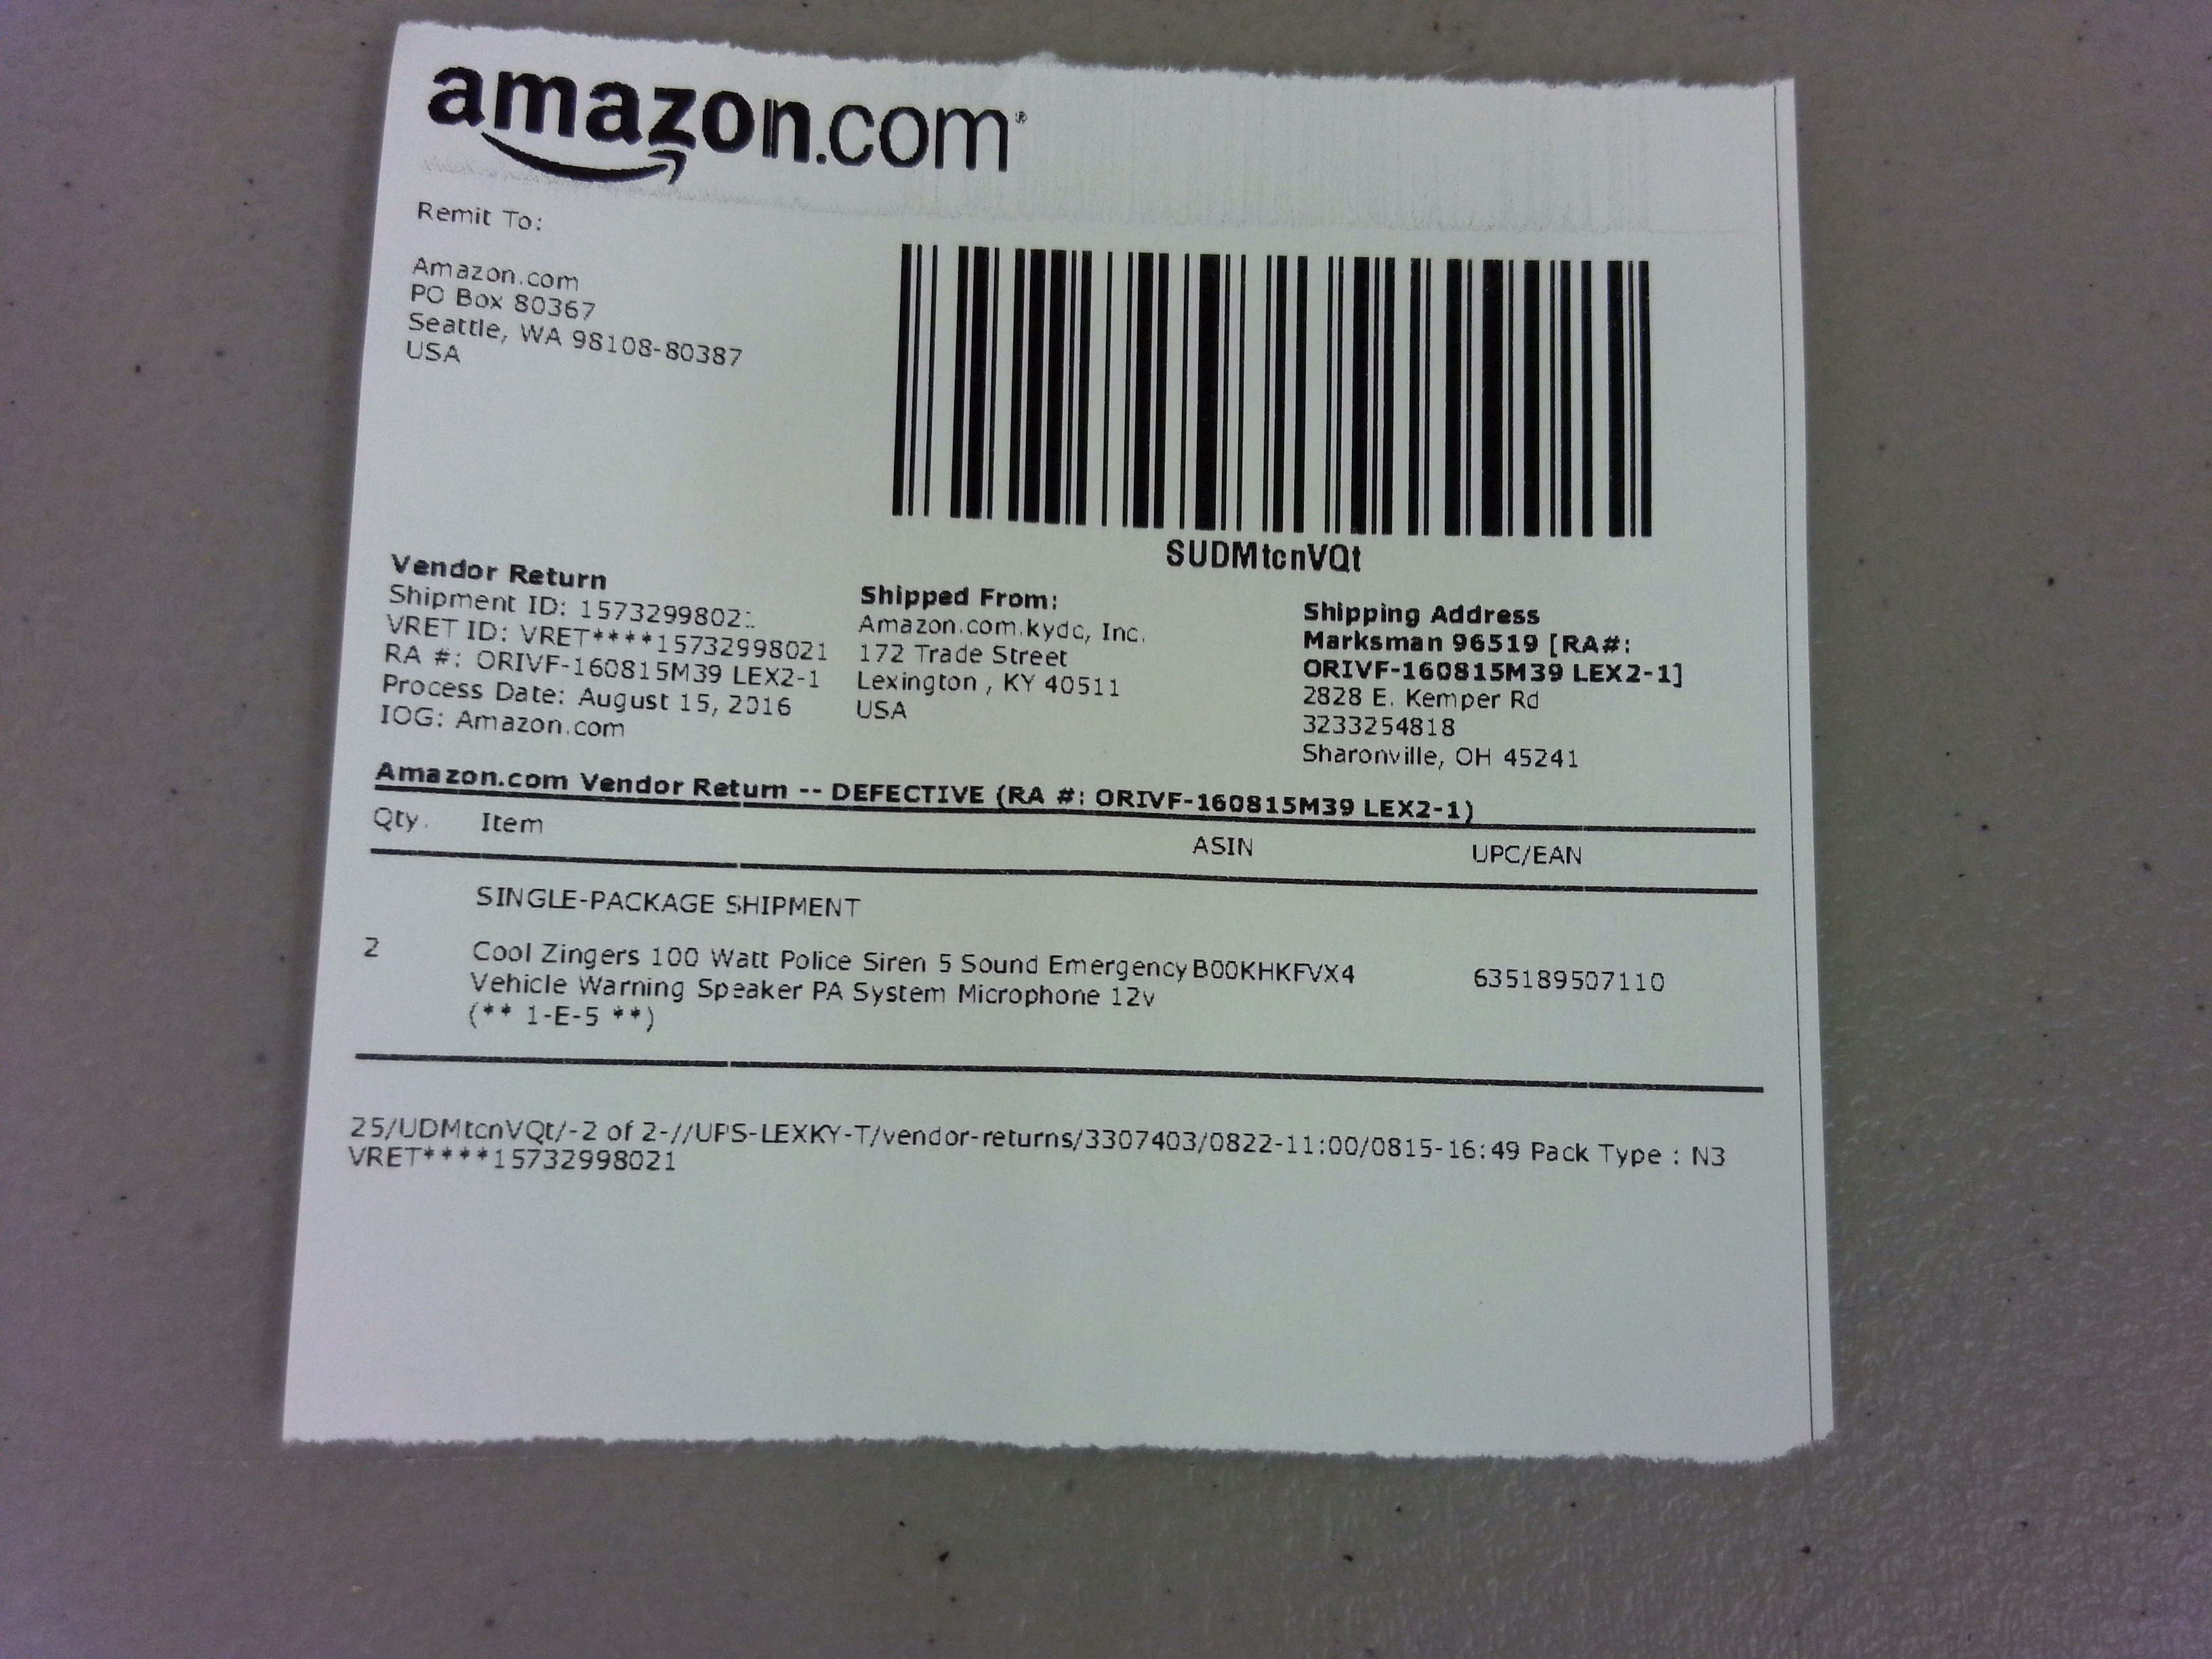 amazon.com®
Remit To:
Amazon.com
PO Box 80367
Seattle, WA 98108-80387
USA
SUDMtcnVQt
Vendor Return
Shipment ID: 15732998021
VRET ID: VRET****15732998021
RA #: ORIVF-160815M39 LEX2-1
Process Date: August 15, 2016
IOG: Amazon.com
Shipped From:
Amazon.com.kydc, Inc.
172 Trade Street
Lexington , KY 40511
USA
Shipping Address
Marksman 96519 [RA#:
ORIVF-160815M39 LEX2-1]
2828 E. Kemper Rd
3233254818
Sharonville, OH 45241
Amazon.com Vendor Return -- DEFECTIVE (RA #: ORIVF-160815M39 LEX2-1)
Qty. Item ASIN UPC/EAN
SINGLE-PACKAGE SHIPMENT
2 Cool Zingers 100 Watt Police Siren 5 Sound Emergency B00KHKFVX4 635189507110
Vehicle Warning Speaker PA System Microphone 12v
(** 1-E-5 **)
25/UDMtcnVQt/-2 of 2-//UPS-LEXKY-T/vendor-returns/3307403/0822-11:00/0815-16:49 Pack Type : N3
VRET****15732998021